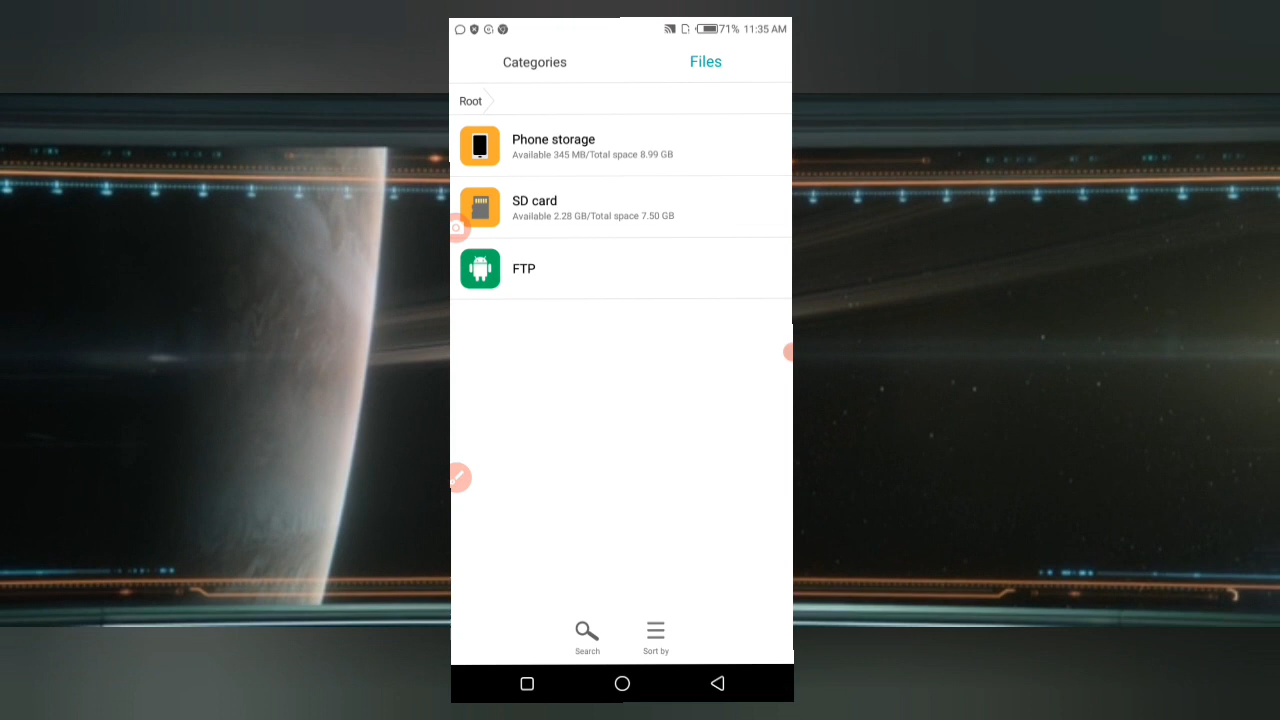 71% 11:35 AM
Categories
Files
Root
Phone storage
Available 345 MB/Total space 8.99 GB
SD card
Available 2.28 GB/Total space 7.50 GB
FTP
Search
Sort by